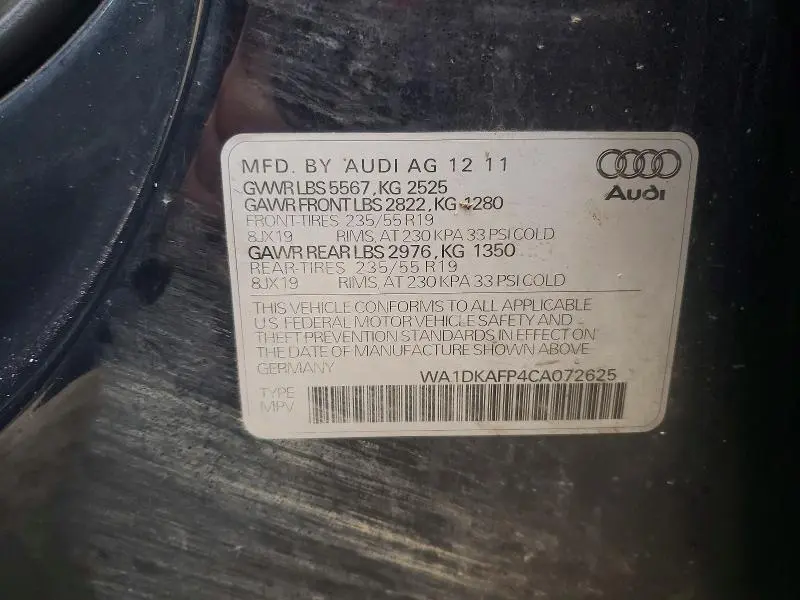 MFD. BY AUDI AG 12 11
GVWR LBS 5567, KG 2525
GAWR FRONT LBS 2822, KG 1280
FRONT-TIRES 235/55 R19
8JX19 RIMS, AT 230 KPA 33 PSI COLD
GAWR REAR LBS 2976, KG 1350
REAR-TIRES 235/55 R19
8JX19 RIMS, AT 230 KPA 33 PSI COLD
Audi
THIS VEHICLE CONFORMS TO ALL APPLICABLE
U.S. FEDERAL MOTOR VEHICLE SAFETY AND
THEFT PREVENTION STANDARDS IN EFFECT ON
THE DATE OF MANUFACTURE SHOWN ABOVE
GERMANY WA1DKAFP4CA072625
TYPE
MPV